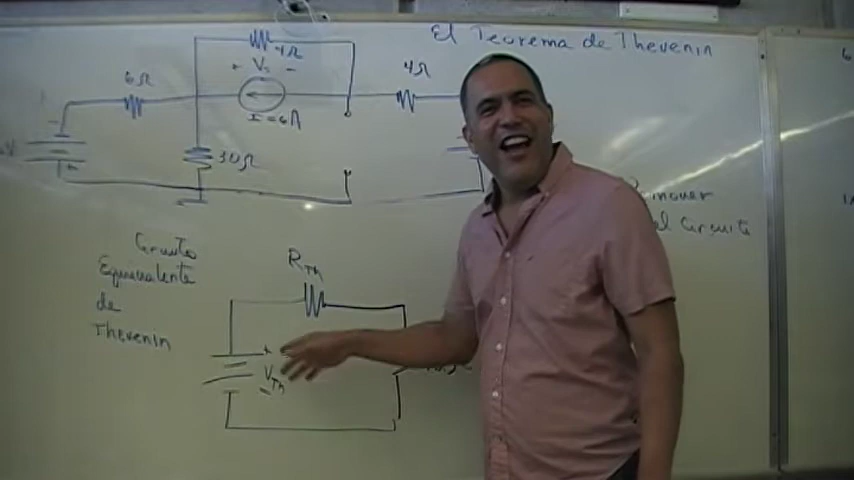 El Teorema de Thevenin
4Ω
+ Vs -
6Ω
4Ω
I = 6A
30Ω
V
Remover
el Circuito
Circuito
Equivalente
de
Thevenin
RTh
+
VTh
-